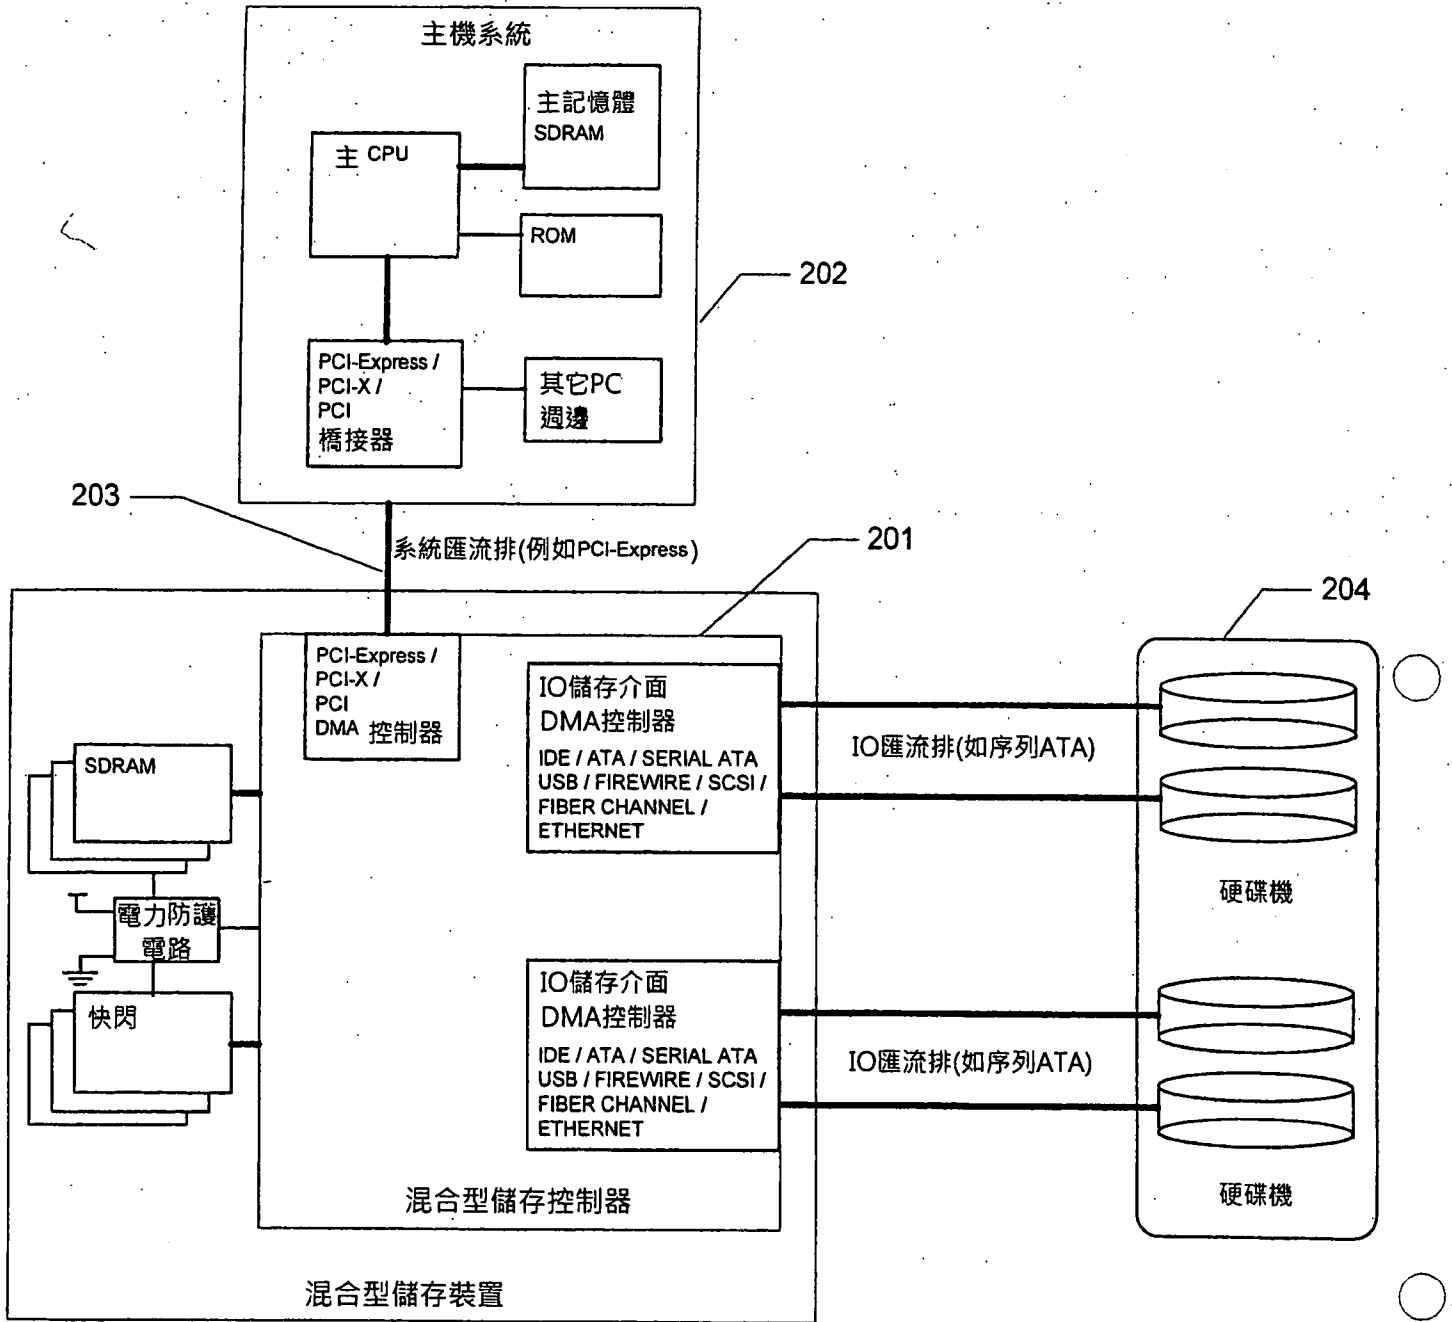 主機系統
主記憶體
SDRAM
主 CPU
ROM
202
PCI-Express /
PCI-X /
PCI
橋接器
其它PC
週邊
203
系統匯流排(例如PCI-Express)
201
204
PCI-Express /
PCI-X /
PCI
DMA 控制器
IO儲存介面
DMA控制器
IDE / ATA / SERIAL ATA
USB / FIREWIRE / SCSI /
FIBER CHANNEL /
ETHERNET
IO匯流排(如序列ATA)
SDRAM
硬碟機
電力防護
電路
快閃
IO儲存介面
DMA控制器
IDE / ATA / SERIAL ATA
USB / FIREWIRE / SCSI /
FIBER CHANNEL /
ETHERNET
IO匯流排(如序列ATA)
硬碟機
混合型儲存控制器
混合型儲存裝置